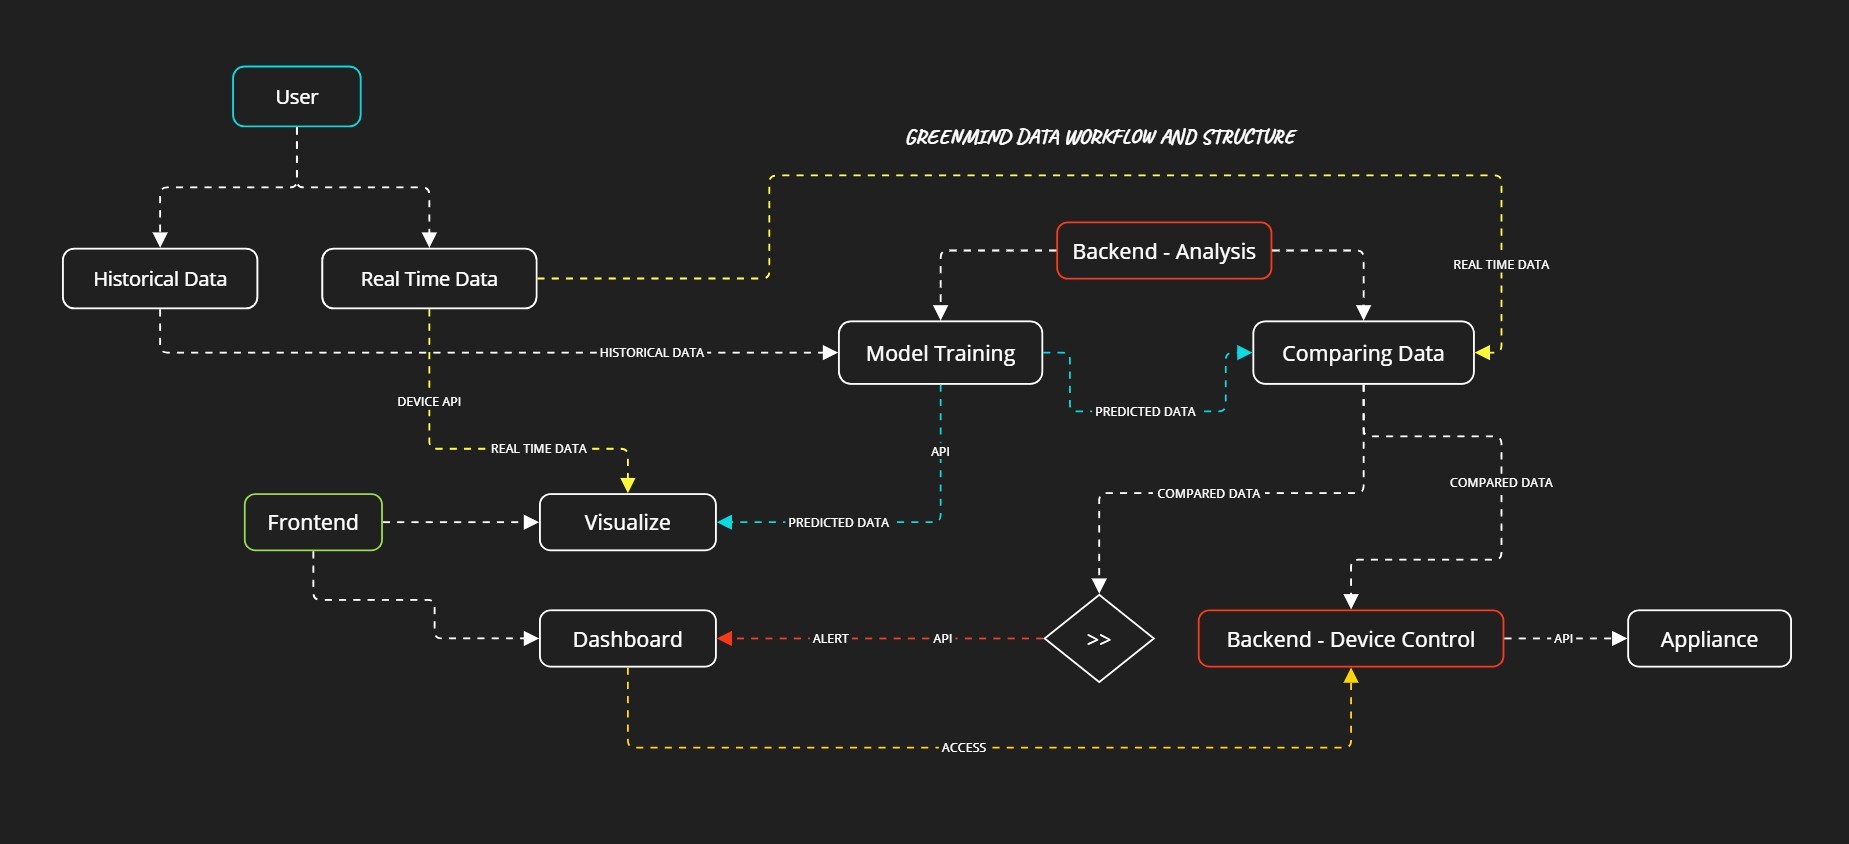 User
GREENMIND DATA WORKFLOW AND STRUCTURE
Historical Data
Real Time Data
Backend - Analysis
REAL TIME DATA
HISTORICAL DATA
Model Training
Comparing Data
DEVICE API
PREDICTED DATA
REAL TIME DATA
API
COMPARED DATA
COMPARED DATA
Frontend
Visualize
PREDICTED DATA
Dashboard
ALERT
API
>>
Backend - Device Control
API
Appliance
ACCESS